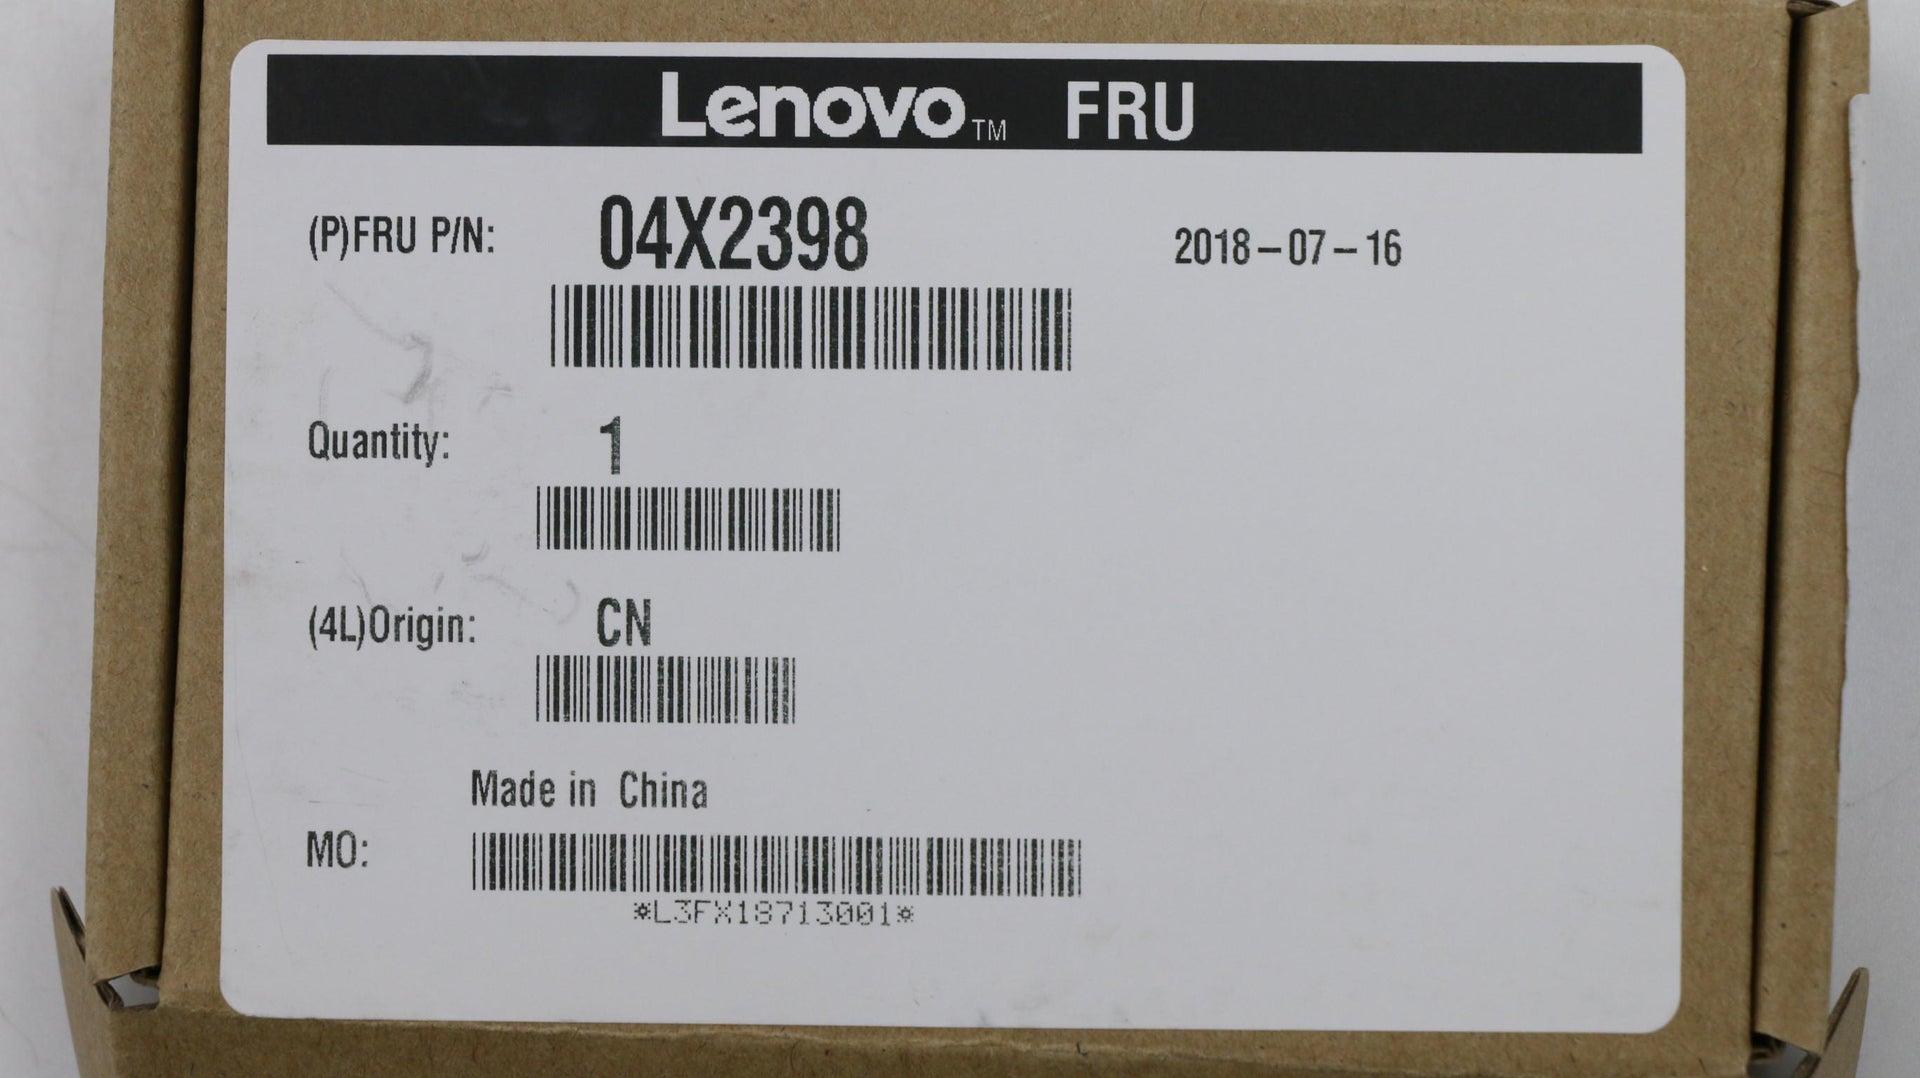 Lenovo™ FRU
(P)FRU P/N: 04X2398 2018-07-16
Quantity: 1
(4L)Origin: CN
Made in China
MO:
*L3FX18713001*